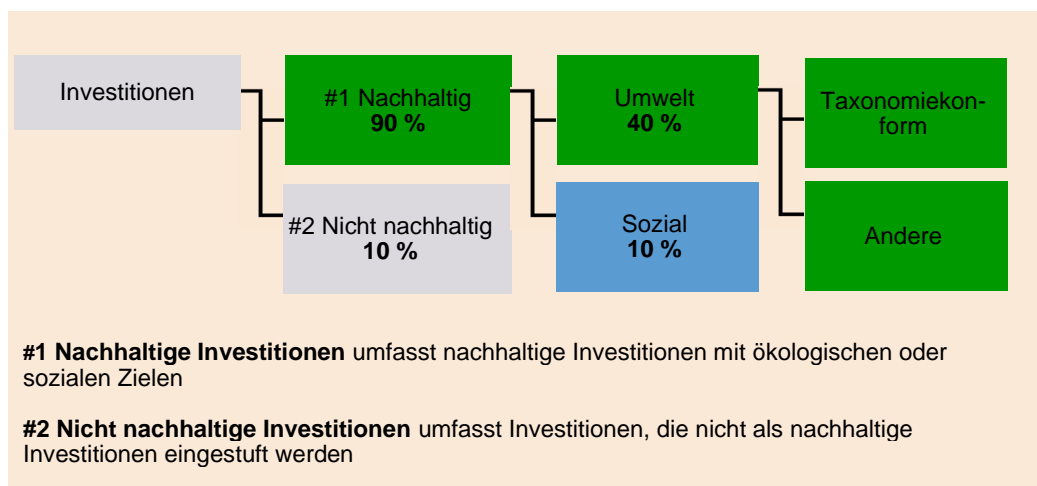 Investitionen
#1 Nachhaltig
90 %
Umwelt
40 %
Taxonomiekon-
form
#2 Nicht nachhaltig
10 %
Sozial
10 %
Andere
#1 Nachhaltige Investitionen umfasst nachhaltige Investitionen mit ökologischen oder
sozialen Zielen
#2 Nicht nachhaltige Investitionen umfasst Investitionen, die nicht als nachhaltige
Investitionen eingestuft werden